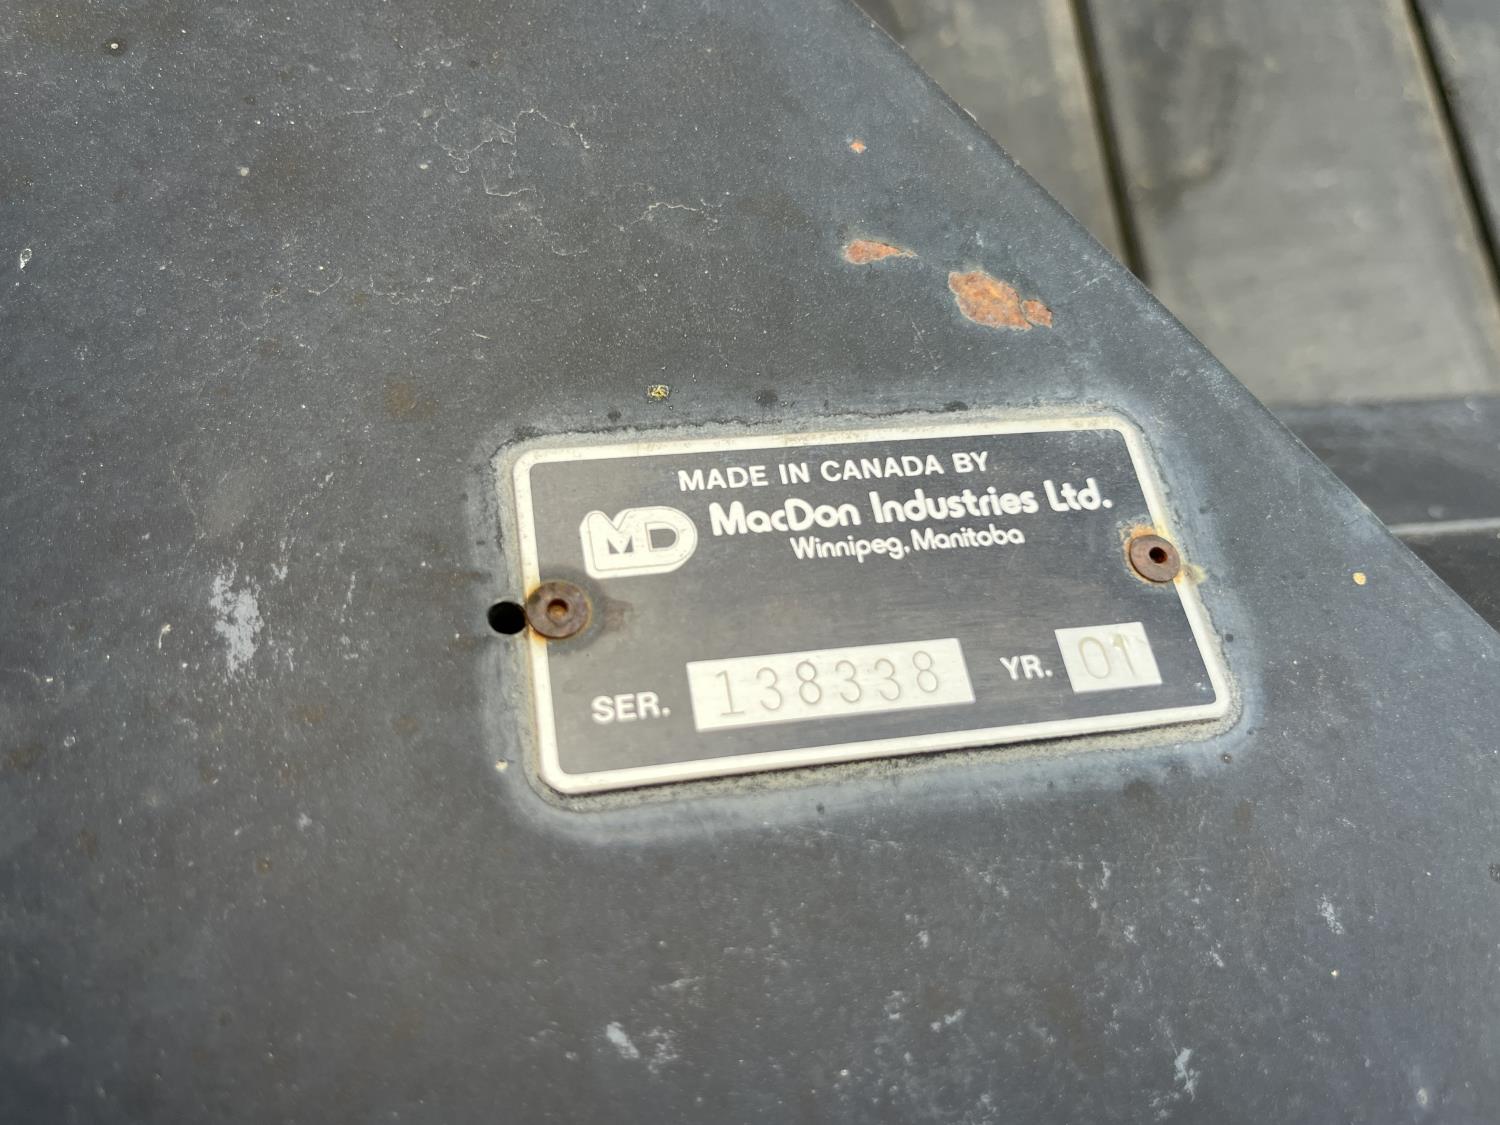 MADE IN CANADA BY
MD MacDon Industries Ltd.
Winnipeg, Manitoba
SER. 138338 YR. 01